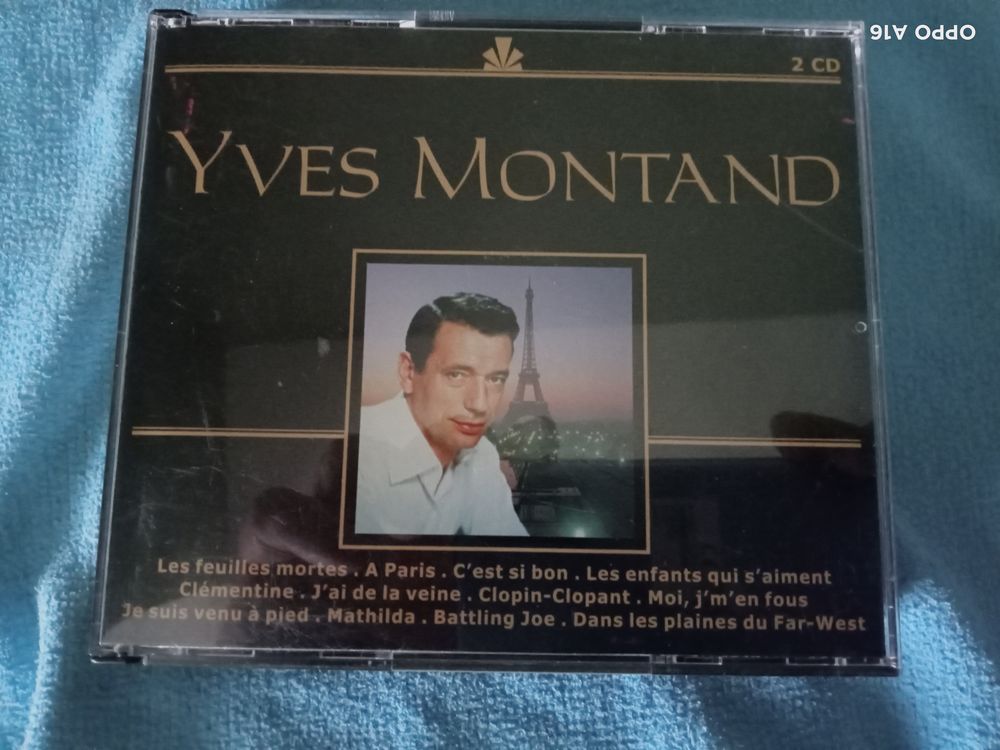 OPPO A16
2 CD
YVES MONTAND
Les feuilles mortes . A Paris . C'est si bon . Les enfants qui s'aiment
Clémentine . J'ai de la veine . Clopin-Clopant . Moi, j'm'en fous
Je suis venu à pied . Mathilda . Battling Joe . Dans les plaines du Far-West